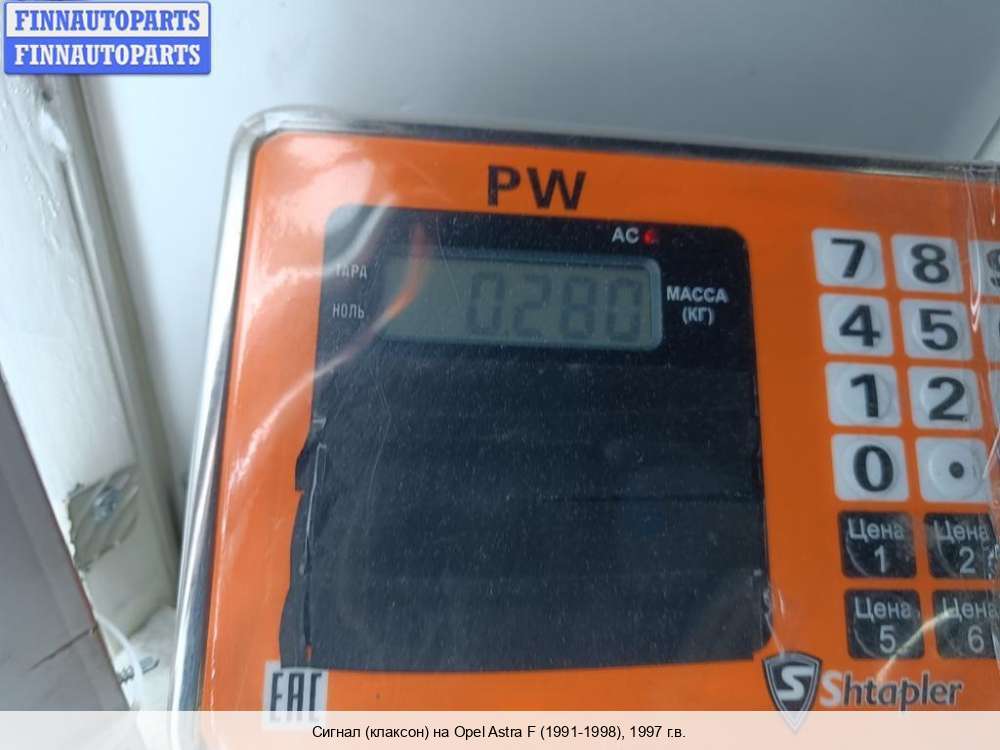 FINNAUTOPARTS
FINNAUTOPARTS
PW
AC
ТАРА
НОЛЬ
0.280
МАССА
(КГ)
7 8 9
4 5
1 2
0 •
Цена 1
Цена 2
Цена 5
Цена 6
EAC
S Shtapler
Сигнал (клаксон) на Opel Astra F (1991-1998), 1997 г.в.